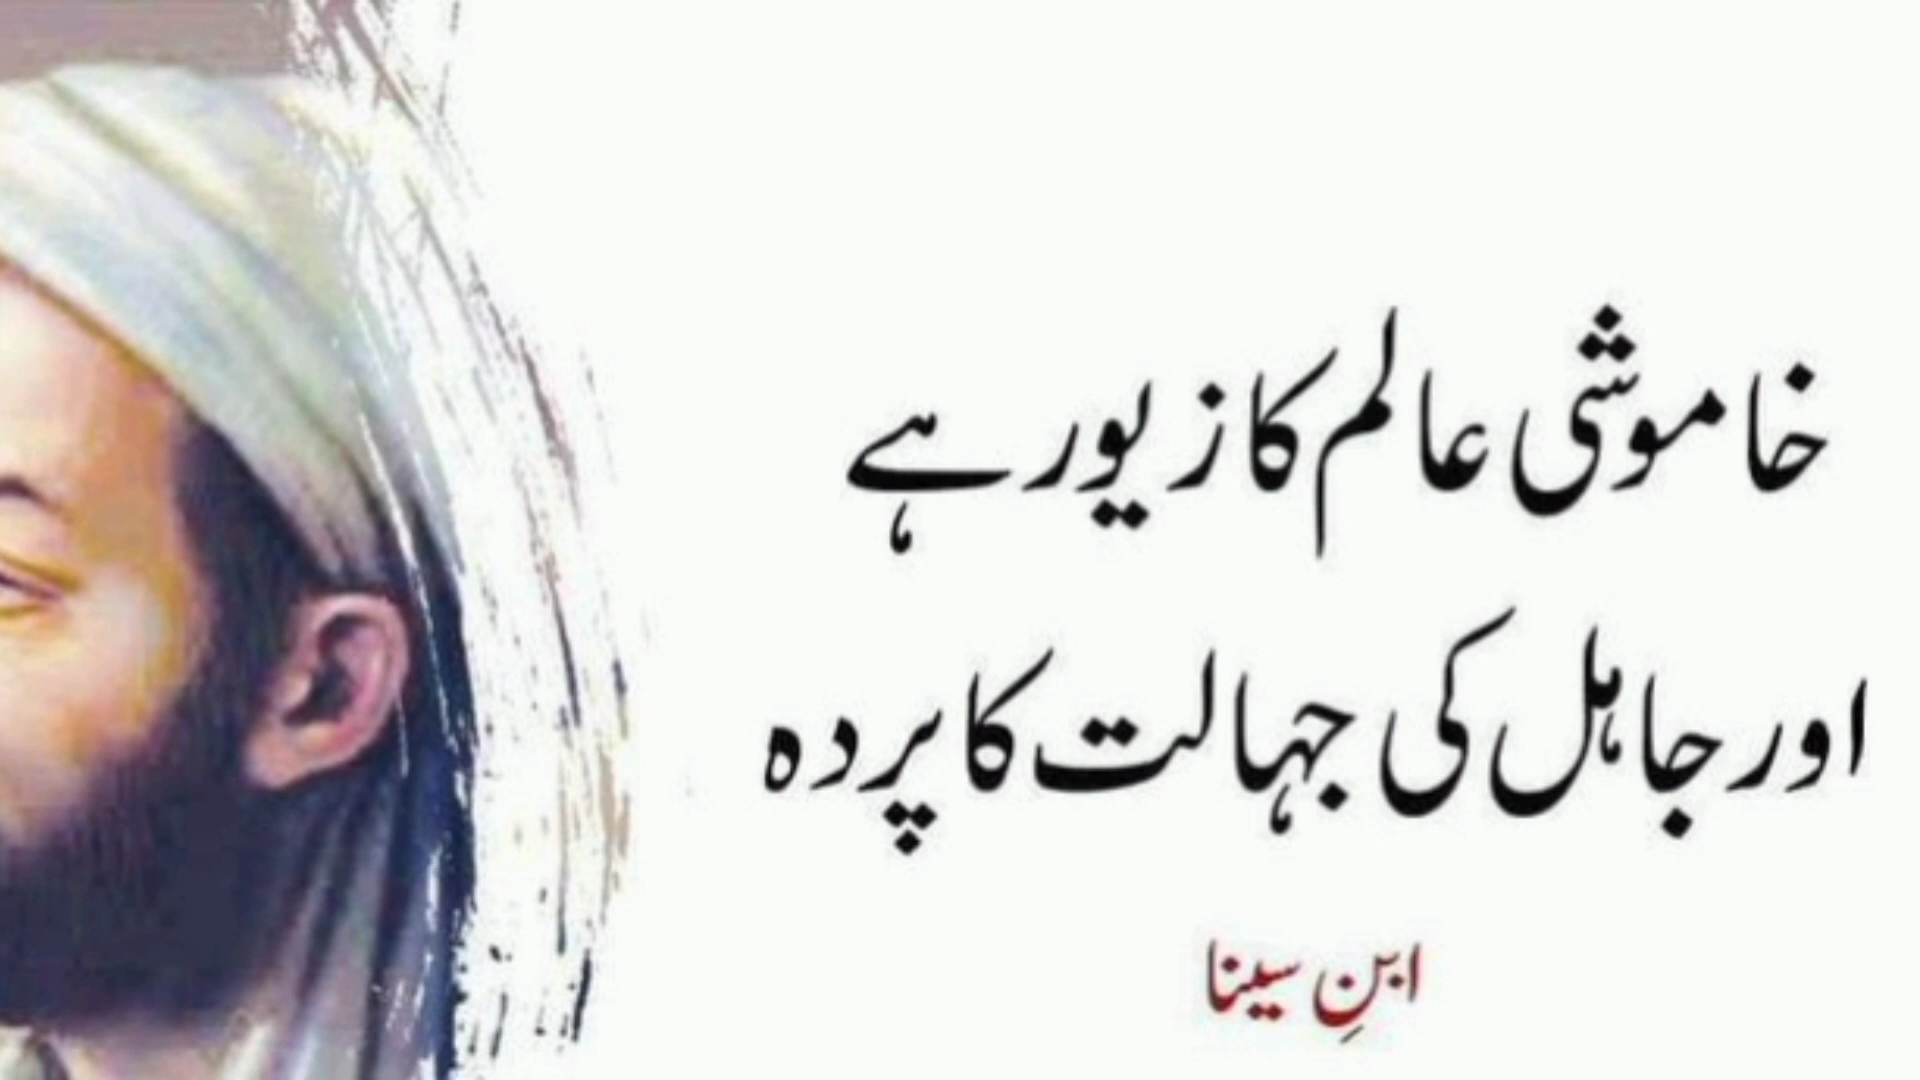 خاموشی عالم کا زیور ہے
اور جاہل کی جہالت کا پردہ
ابنِ سینا